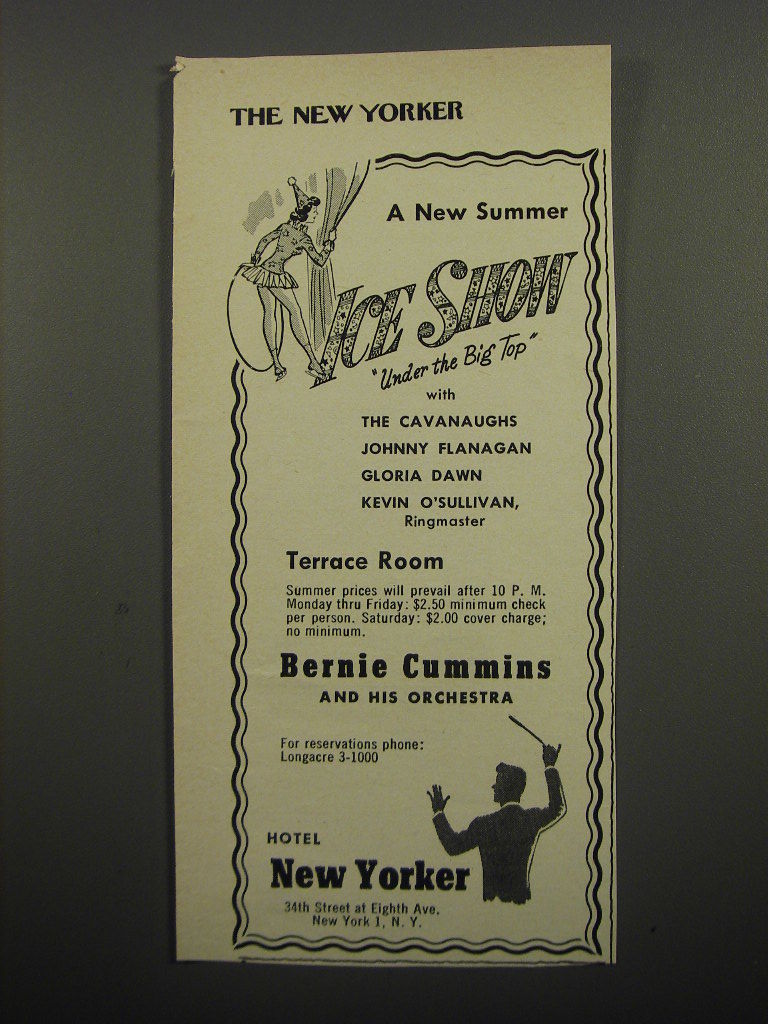 THE NEW YORKER
A New Summer
ICE SHOW
"Under the Big Top"
with
THE CAVANAUGHS
JOHNNY FLANAGAN
GLORIA DAWN
KEVIN O'SULLIVAN,
Ringmaster
Terrace Room
Summer prices will prevail after 10 P. M.
Monday thru Friday: $2.50 minimum check
per person. Saturday: $2.00 cover charge;
no minimum.
Bernie Cummins
AND HIS ORCHESTRA
For reservations phone:
Longacre 3-1000
HOTEL
New Yorker
34th Street at Eighth Ave.
New York 1, N. Y.